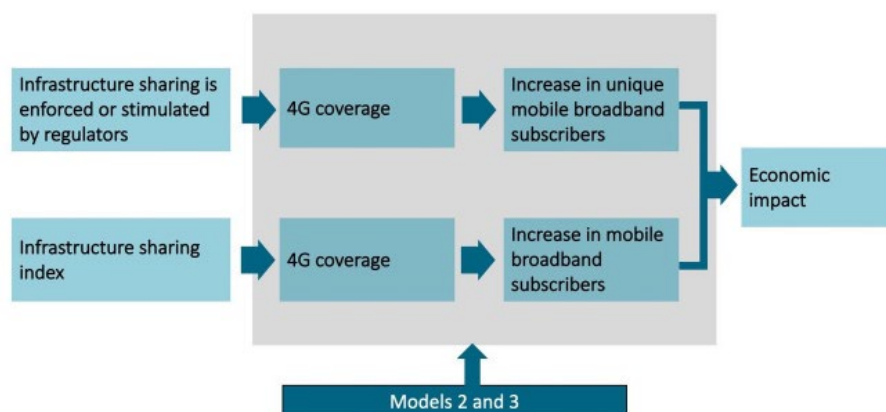 Infrastructure sharing is
enforced or stimulated
by regulators
4G coverage
Increase in unique
mobile broadband
subscribers
Economic
impact
Infrastructure sharing
index
4G coverage
Increase in mobile
broadband
subscribers
Models 2 and 3